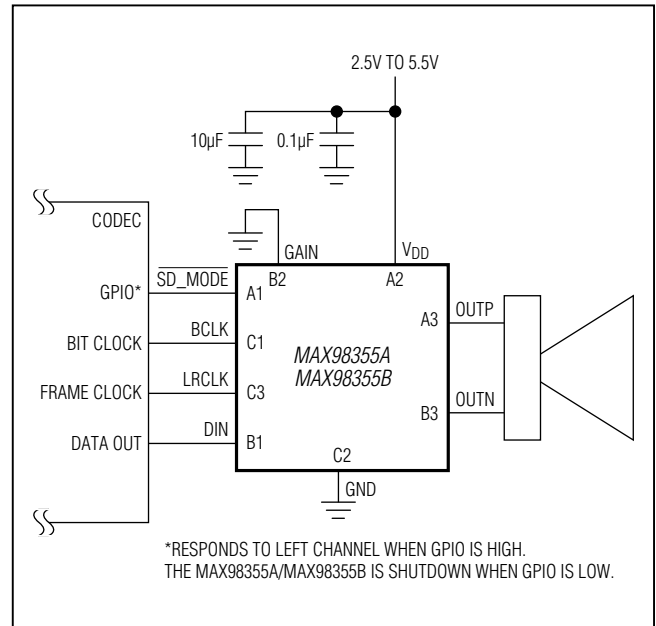 2.5V TO 5.5V
10µF
0.1µF
CODEC
GAIN
VDD
SD_MODE
B2
A2
GPIO*
A1
A3
OUTP
BIT CLOCK
BCLK
C1
MAX98355A
MAX98355B
FRAME CLOCK
LRCLK
C3
B3
OUTN
DATA OUT
DIN
B1
C2
GND
*RESPONDS TO LEFT CHANNEL WHEN GPIO IS HIGH.
THE MAX98355A/MAX98355B IS SHUTDOWN WHEN GPIO IS LOW.